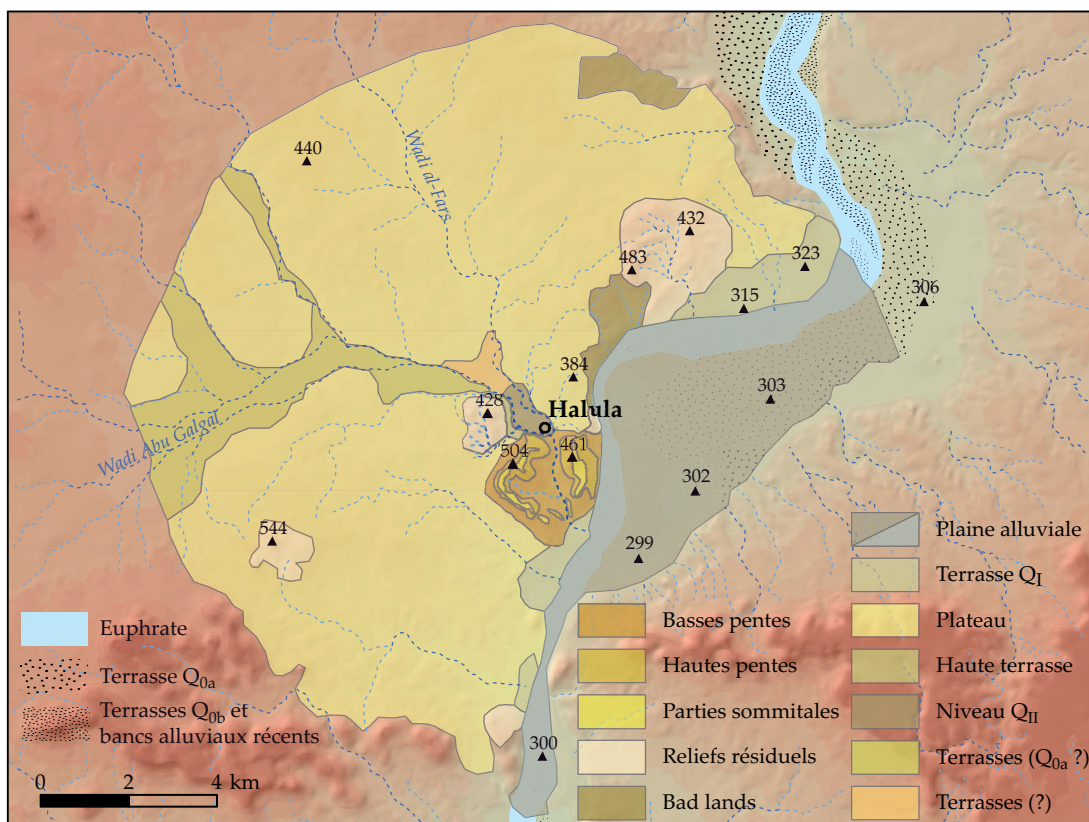 440
Wadi al-Fars
432
483
323
315
306
384
303
428
Halula
504
461
Wadi Abu Galgal
302
544
299
300
Euphrate
Terrasse Q0a
Terrasses Q0b et
bancs alluviaux récents
0 2 4 km
Basses pentes
Hautes pentes
Parties sommitales
Reliefs résiduels
Bad lands
Plaine alluviale
Terrasse QI
Plateau
Haute terrasse
Niveau QII
Terrasses (Q0a ?)
Terrasses (?)